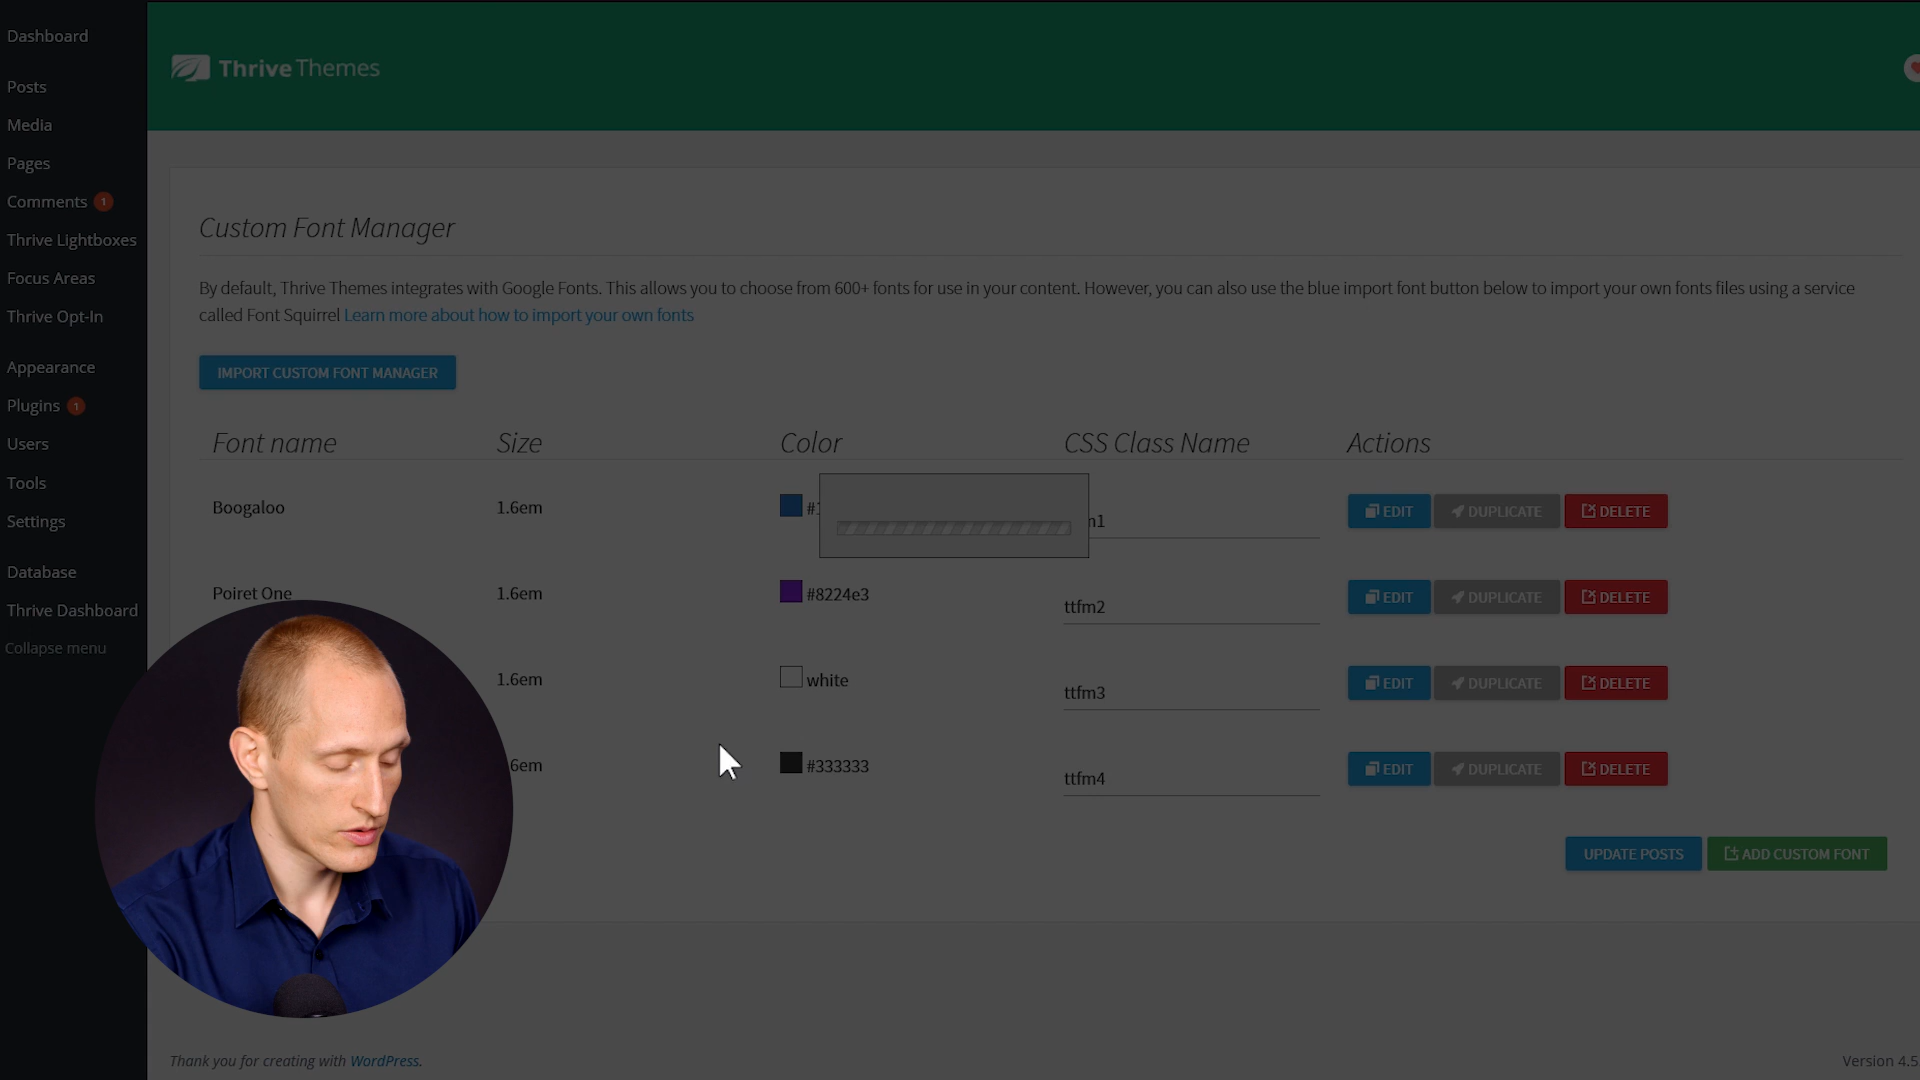 Dashboard
Posts
Media
Pages
Comments 1
Thrive Lightboxes
Focus Areas
Thrive Opt-In
Appearance
Plugins 1
Users
Tools
Settings
Database
Thrive Dashboard
Collapse menu
Thrive Themes
Custom Font Manager
By default, Thrive Themes integrates with Google Fonts. This allows you to choose from 600+ fonts for use in your content. However, you can also use the blue import font button below to import your own fonts files using a service
called Font Squirrel Learn more about how to import your own fonts
IMPORT CUSTOM FONT MANAGER
Font name Size Color CSS Class Name Actions
Boogaloo 1.6em EDIT DUPLICATE DELETE
Poiret One 1.6em #8224e3 ttfm2 EDIT DUPLICATE DELETE
1.6em white ttfm3 EDIT DUPLICATE DELETE
6em #333333 ttfm4 EDIT DUPLICATE DELETE
UPDATE POSTS ADD CUSTOM FONT
Thank you for creating with WordPress.
Version 4.5